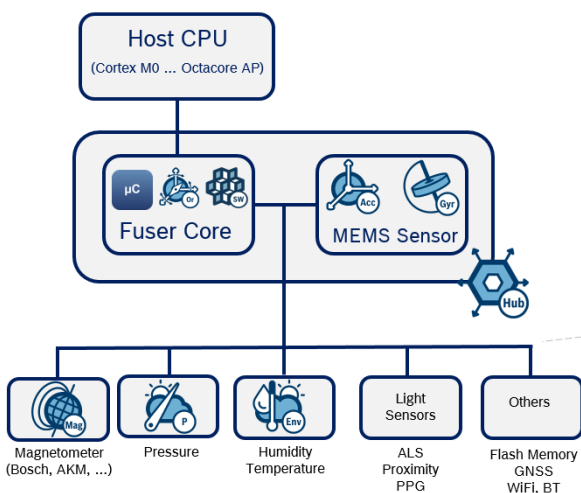 Host CPU
(Cortex M0 ... Octacore AP)
µC
Or
SW
Fuser Core
Acc
Gyr
MEMS Sensor
Hub
Mag
P
Env
Light
Sensors
Others
Magnetometer
(Bosch, AKM, ...)
Pressure
Humidity
Temperature
ALS
Proximity
PPG
Flash Memory
GNSS
WiFi, BT